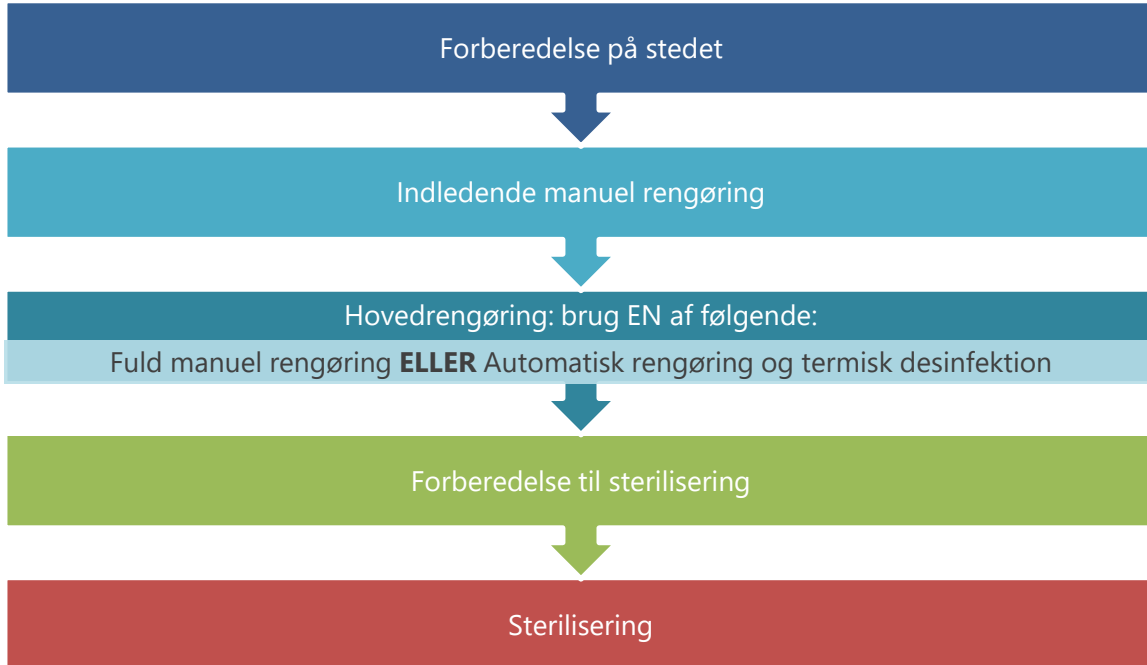 Forberedelse på stedet
Indledende manuel rengøring
Hovedrengøring: brug EN af følgende:
Fuld manuel rengøring ELLER Automatisk rengøring og termisk desinfektion
Forberedelse til sterilisering
Sterilisering